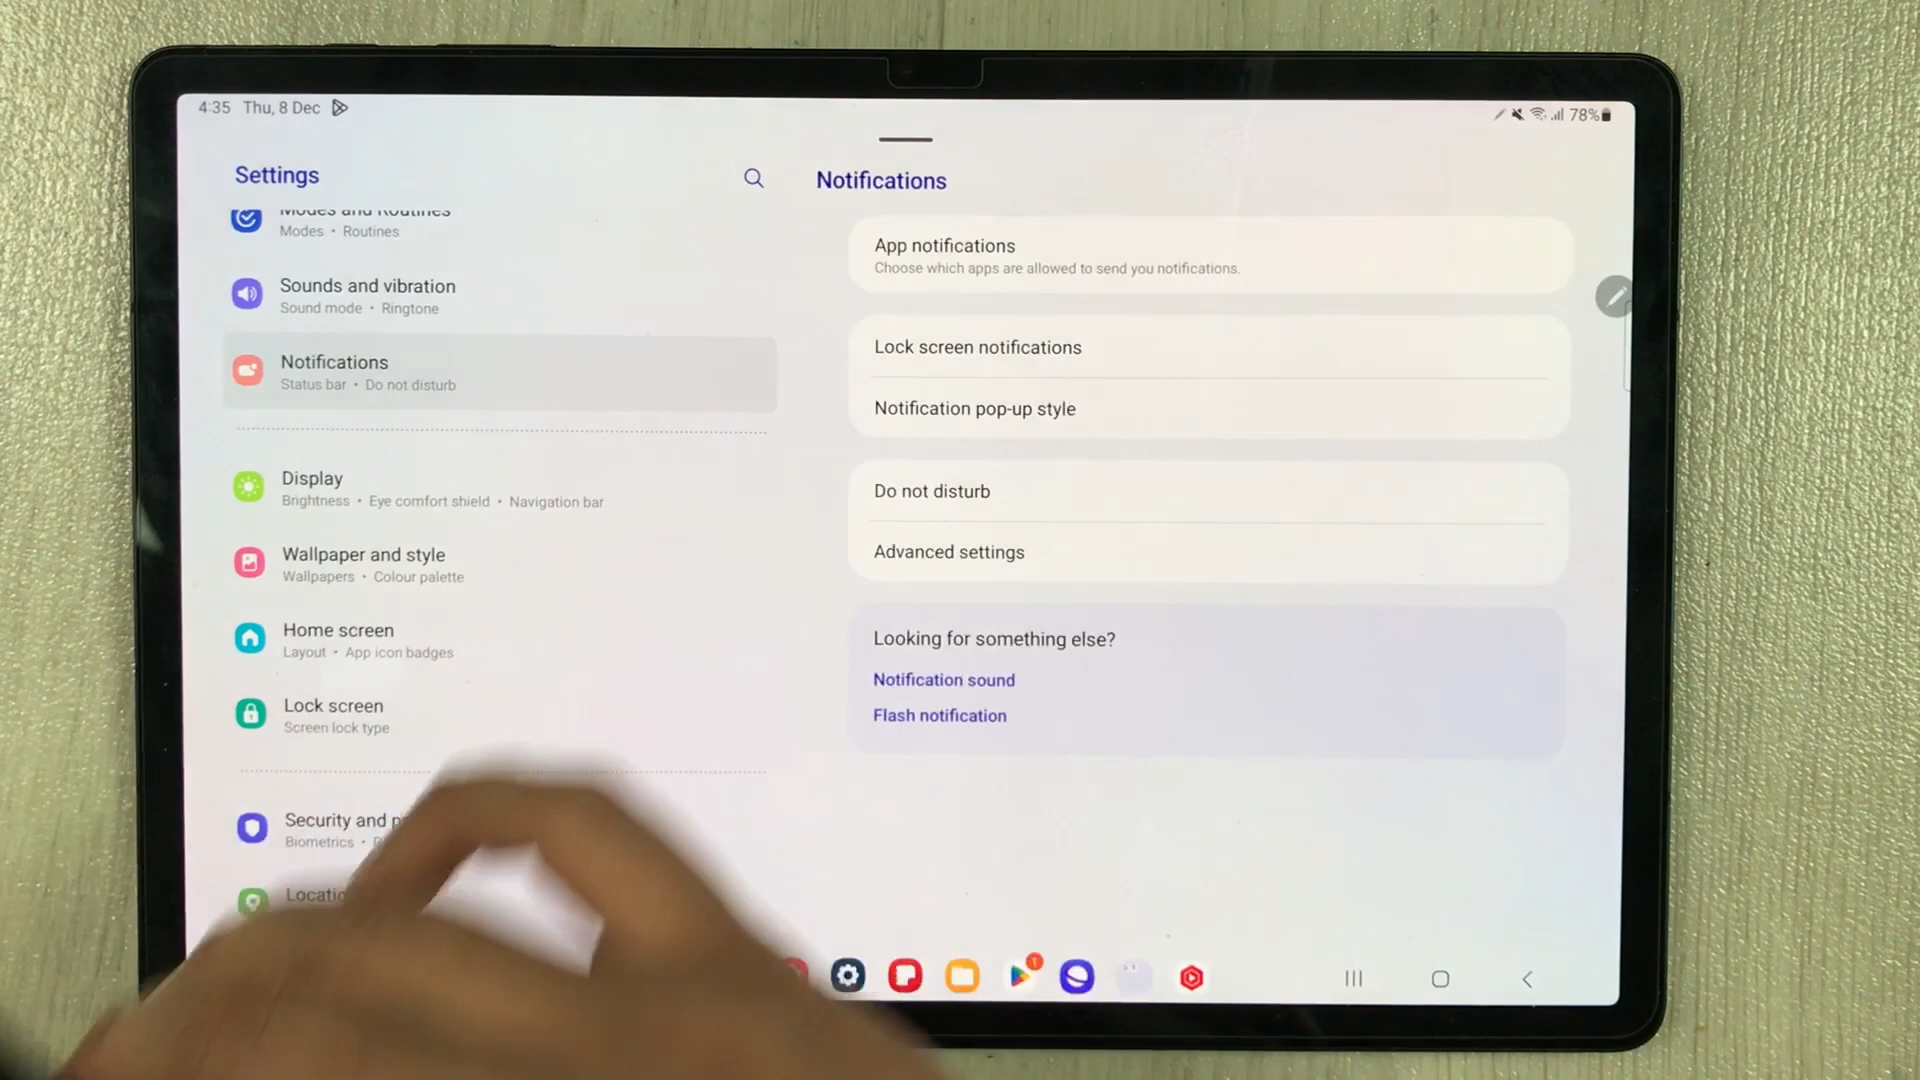 4:35 Thu, 8 Dec
78%
Settings
Modes and Routines
Modes • Routines
Sounds and vibration
Sound mode • Ringtone
Notifications
Status bar • Do not disturb
Display
Brightness • Eye comfort shield • Navigation bar
Wallpaper and style
Wallpapers • Colour palette
Home screen
Layout • App icon badges
Lock screen
Screen lock type
Security and
Biometrics •
Notifications
App notifications
Choose which apps are allowed to send you notifications.
Lock screen notifications
Notification pop-up style
Do not disturb
Advanced settings
Looking for something else?
Notification sound
Flash notification
1